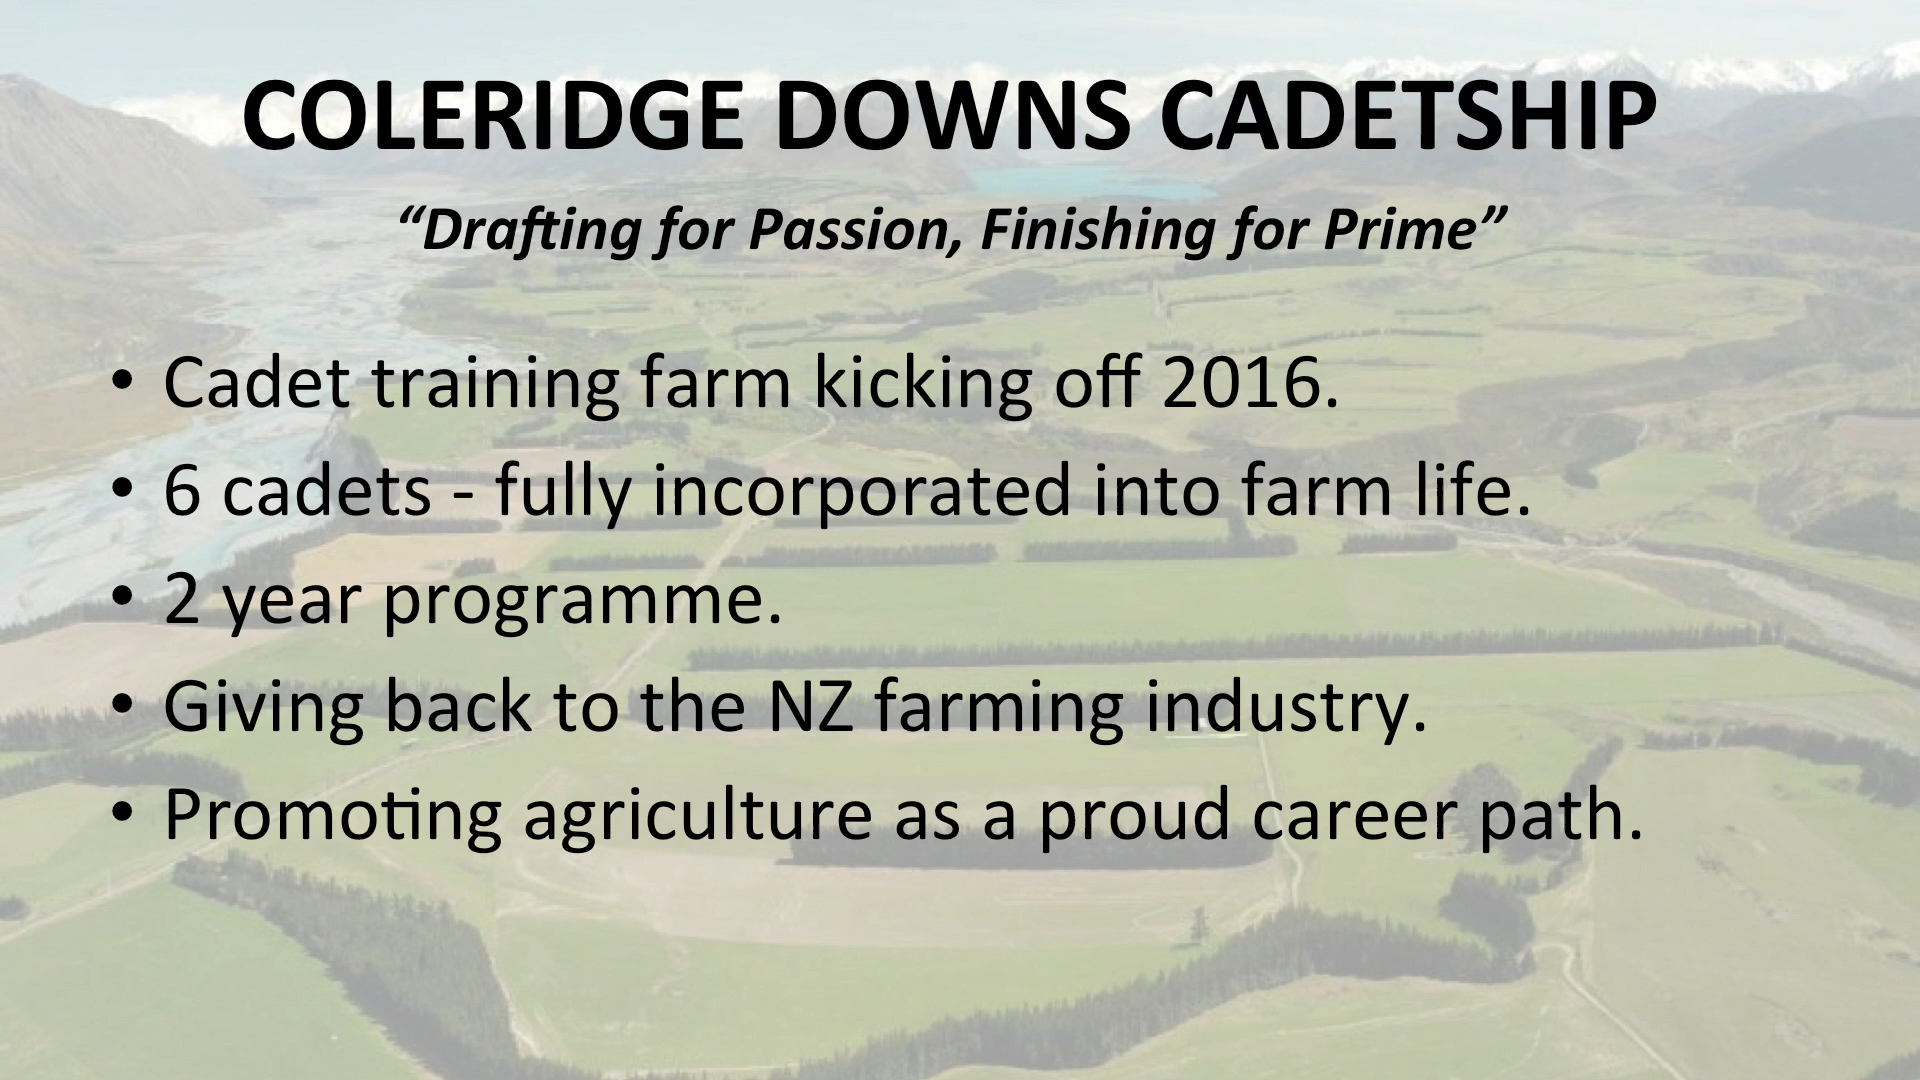 COLERIDGE DOWNS CADETSHIP
“Drafting for Passion, Finishing for Prime”
• Cadet training farm kicking off 2016.
• 6 cadets - fully incorporated into farm life.
• 2 year programme.
• Giving back to the NZ farming industry.
• Promoting agriculture as a proud career path.